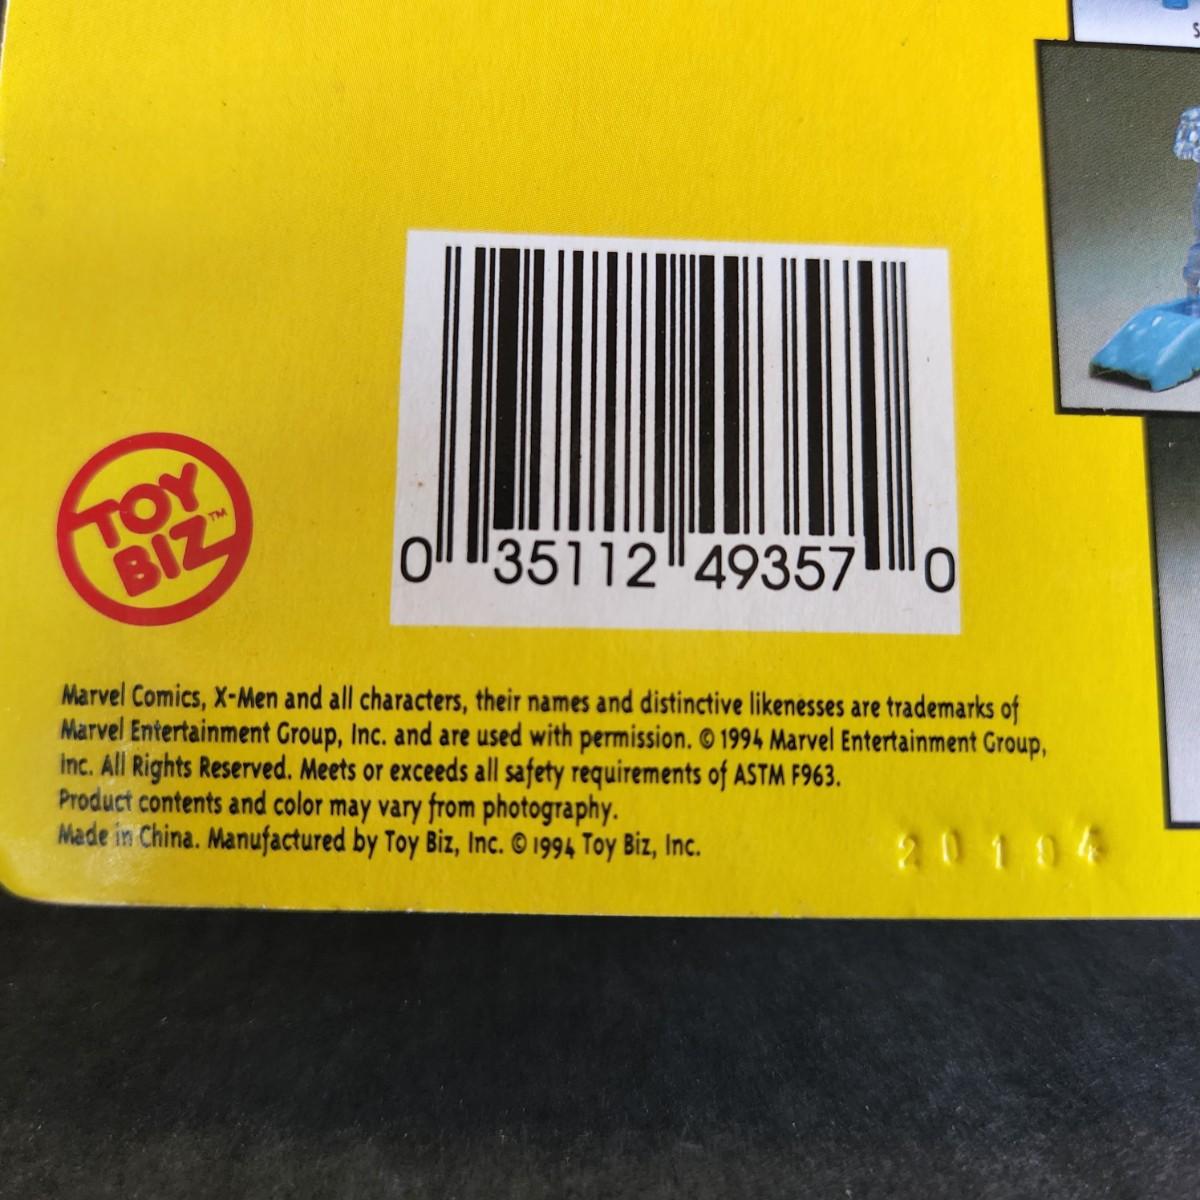 S
TOY
BIZ™
0 35112 49357 0
Marvel Comics, X-Men and all characters, their names and distinctive likenesses are trademarks of
Marvel Entertainment Group, Inc. and are used with permission. © 1994 Marvel Entertainment Group,
Inc. All Rights Reserved. Meets or exceeds all safety requirements of ASTM F963.
Product contents and color may vary from photography.
Made in China. Manufactured by Toy Biz, Inc. © 1994 Toy Biz, Inc.
20194